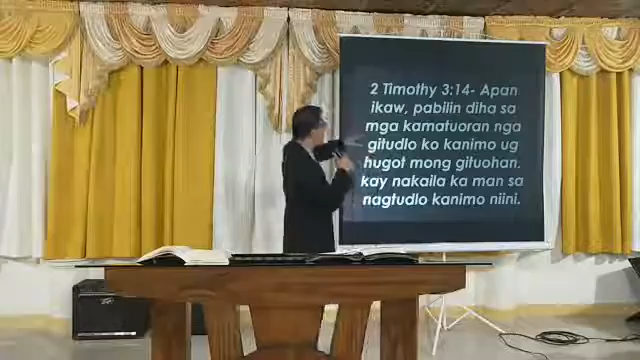 2 Timothy 3:14- Apan
ikaw, pabilin diha sa
mga kamatuoran nga
gitudlo ko kanimo ug
hugot mong gituohan.
kay nakaila ka man sa
nagtudlo kanimo niini.